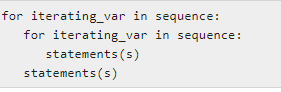 for iterating_var in sequence:
   for iterating_var in sequence:
      statements(s)
   statements(s)